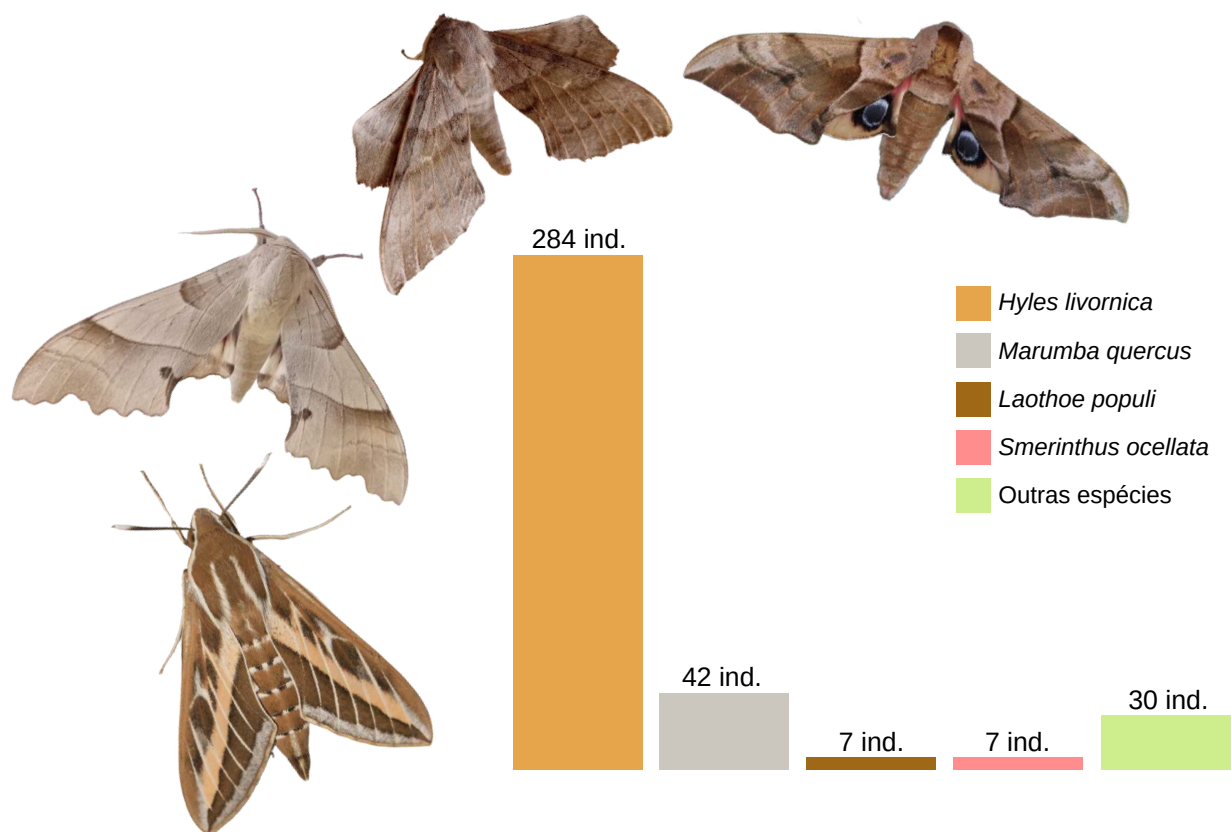 284 ind.
42 ind.
7 ind.
7 ind.
30 ind.
Hyles livornica
Marumba quercus
Laothoe populi
Smerinthus ocellata
Outras espécies